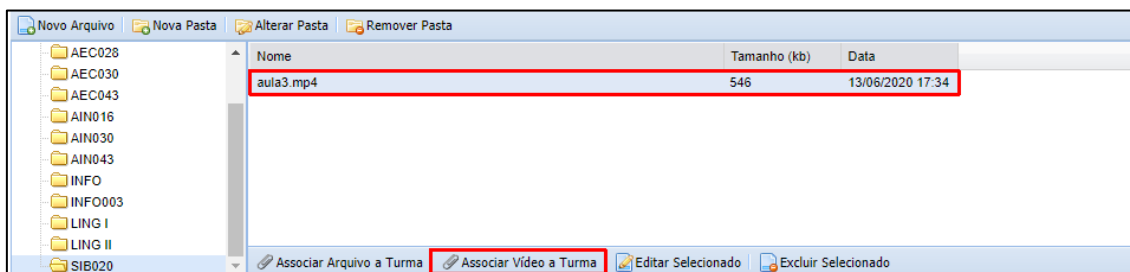 Novo Arquivo Nova Pasta Alterar Pasta Remover Pasta
AEC028
AEC030
AEC043
AIN016
AIN030
AIN043
INFO
INFO003
LING I
LING II
SIB020
Nome Tamanho (kb) Data
aula3.mp4 546 13/06/2020 17:34
Associar Arquivo a Turma Associar Vídeo a Turma Editar Selecionado Excluir Selecionado